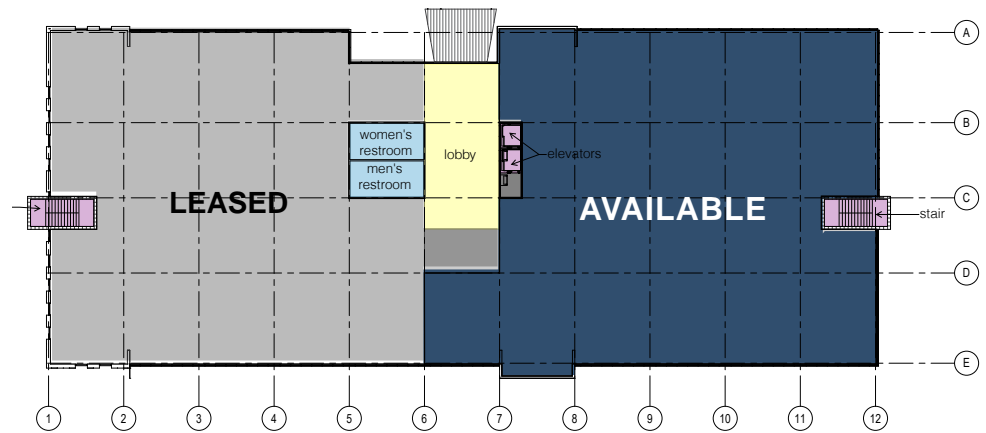 A
women's
restroom
B
lobby
elevators
men's
restroom
LEASED
AVAILABLE
C
stair
D
E
1 2 3 4 5 6 7 8 9 10 11 12